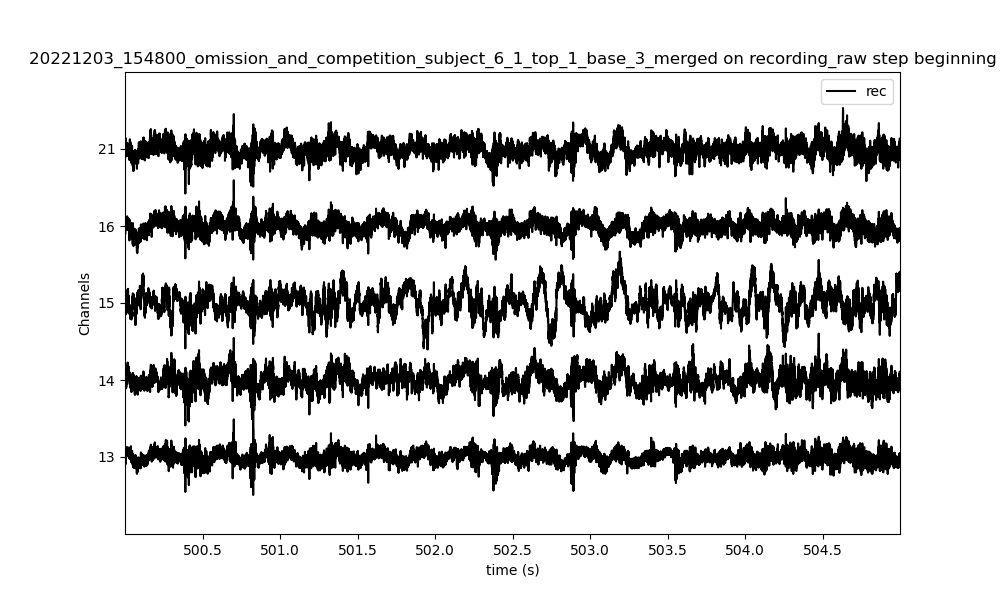 20221203_154800_omission_and_competition_subject_6_1_top_1_base_3_merged on recording_raw step beginning
rec
21
16
15
14
13
Channels
500.5 501.0 501.5 502.0 502.5 503.0 503.5 504.0 504.5
time (s)